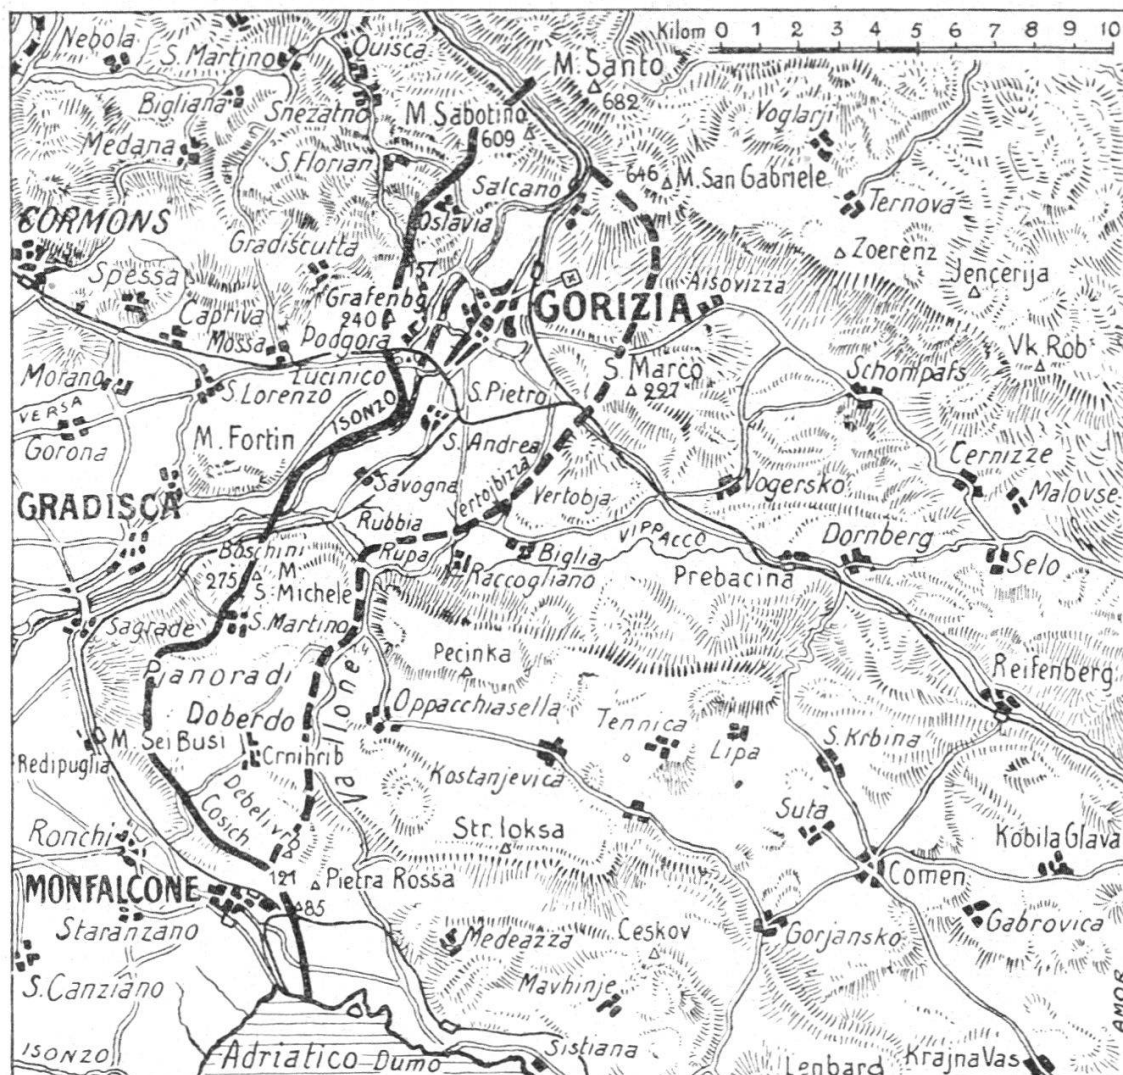 Kilom
0 1 2 3 4 5 6 7 8 9 10
Nebola
S. Martino
Quisca
M. Santo
682
Bigliana
Snezatno
M. Sabotino
609
Voglarji
Medana
S. Florian
Salcano
646
M. San Gabriele
Ternova
CORMONS
Oslavia
Gradiscutta
Zoerenz
Jencerija
Spessa
157
Grafenbg.
240
Podgora
GORIZIA
Aisovizza
Capriva
Mossa
Vk. Rob
Morano
Lucinico
S. Marco
227
Schompafs
VERSA
S. Lorenzo
ISONZO
S. Pietro
Gorona
M. Fortin
S. Andrea
Cernizze
GRADISCA
Savogna
Vertoibizza
Vertobja
Vogersko
Malovse
Rubbia
VIPPACCO
Dornberg
Boschini
Rupa
Biglia
Selo
275
M
S. Michele
Raccogliano
Prebacina
Sagrade
S. Martino
Pecinka
Reifenberg
Pianoradi
Vallone
Oppacchiasella
Doberdo
Tennica
Lipa
S. Krbina
M.
Sei Busi
Crnihrib
Redipuglia
Kostanjevica
Debeli vro
Cosich
Suta
Ronchi
Str. loksa
Kobila Glava
121
Pietra Rossa
Comen
MONFALCONE
85
Staranzano
Medeazza
Ceskov
Gorjansko
Gabrovica
S. Canziano
Mavhinje
AMOR
ISONZO
Adriatico
Dumo
Sistiana
Lenbard
Krajna Vas